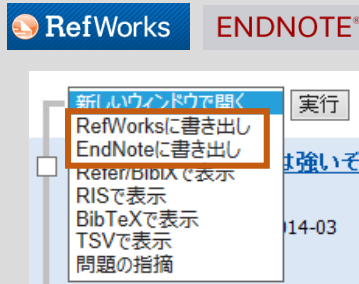 RefWorks
ENDNOTE®
新しいウィンドウで開く
実行
RefWorksに書き出し
EndNoteに書き出し
は強いぞ
Refer/BibIXで表示
RISで表示
BibTeXで表示
014-03
TSVで表示
問題の指摘